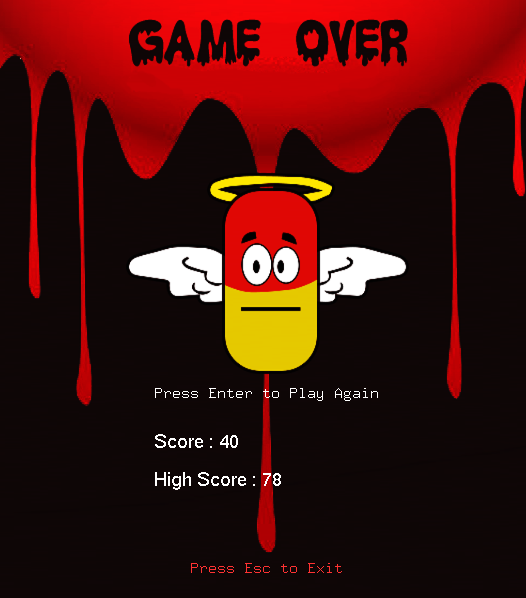 GAME OVER
Press Enter to Play Again
Score : 40
High Score : 78
Press Esc to Exit